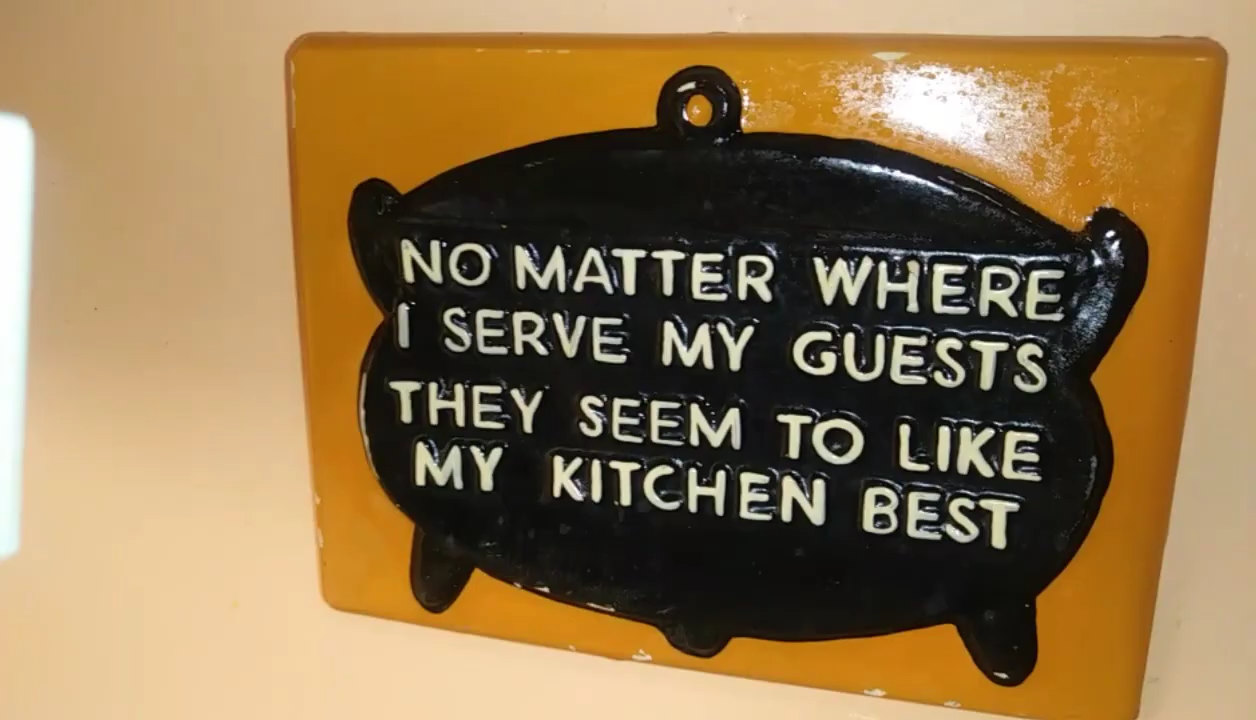 NO MATTER WHERE
I SERVE MY GUESTS
THEY SEEM TO LIKE
MY KITCHEN BEST